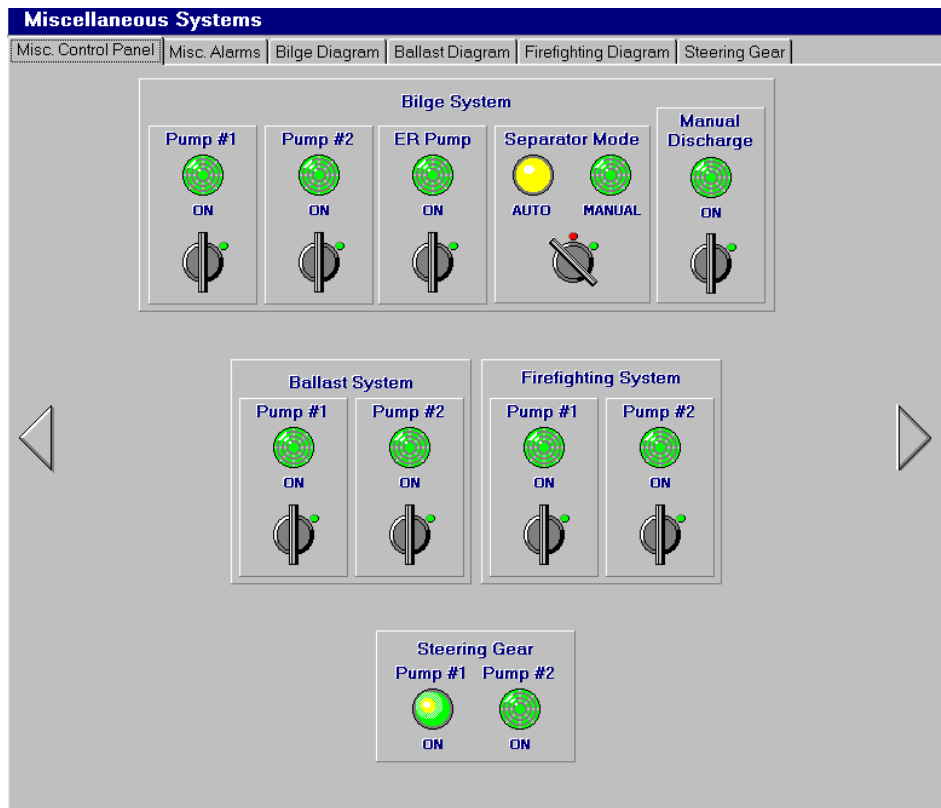 Miscellaneous Systems
Misc. Control Panel Misc. Alarms Bilge Diagram Ballast Diagram Firefighting Diagram Steering Gear
Bilge System
Pump #1
ON
Pump #2
ON
ER Pump
ON
Separator Mode
AUTO MANUAL
Manual
Discharge
ON
Ballast System
Pump #1
ON
Pump #2
ON
Firefighting System
Pump #1
ON
Pump #2
ON
Steering Gear
Pump #1 Pump #2
ON ON